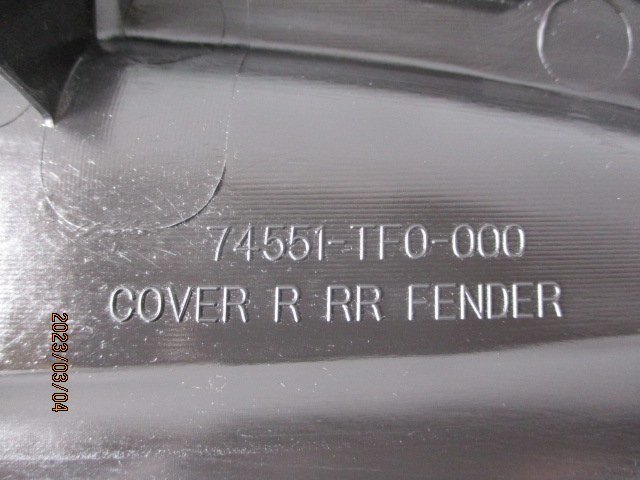 74551-TF0-000
COVER R RR FENDER
2023/03/04